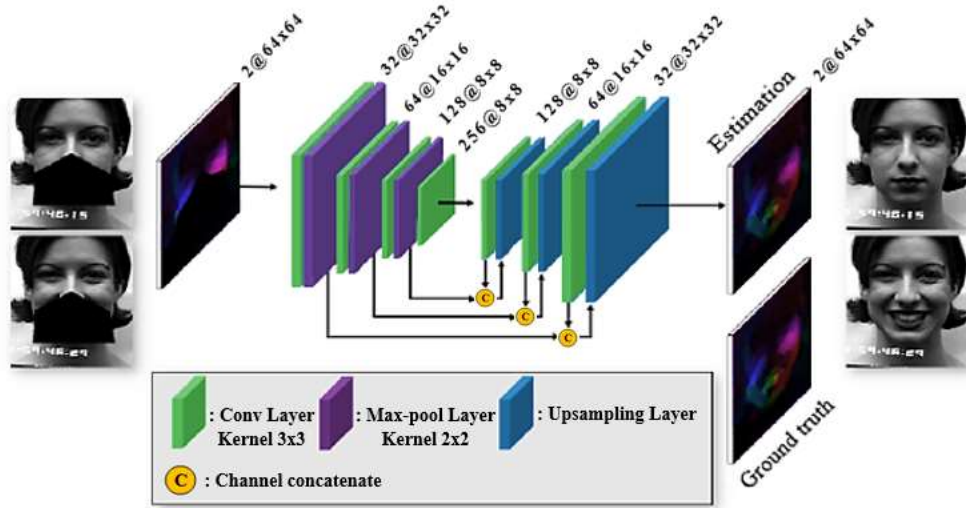 2@64x64
32@32x32
64@16x16
128@8x8
256@8x8
128@8x8
64@16x16
32@32x32
Estimation
2@64x64
Ground truth
C
C
C
: Conv Layer
Kernel 3x3
: Max-pool Layer
Kernel 2x2
: Upsampling Layer
C : Channel concatenate